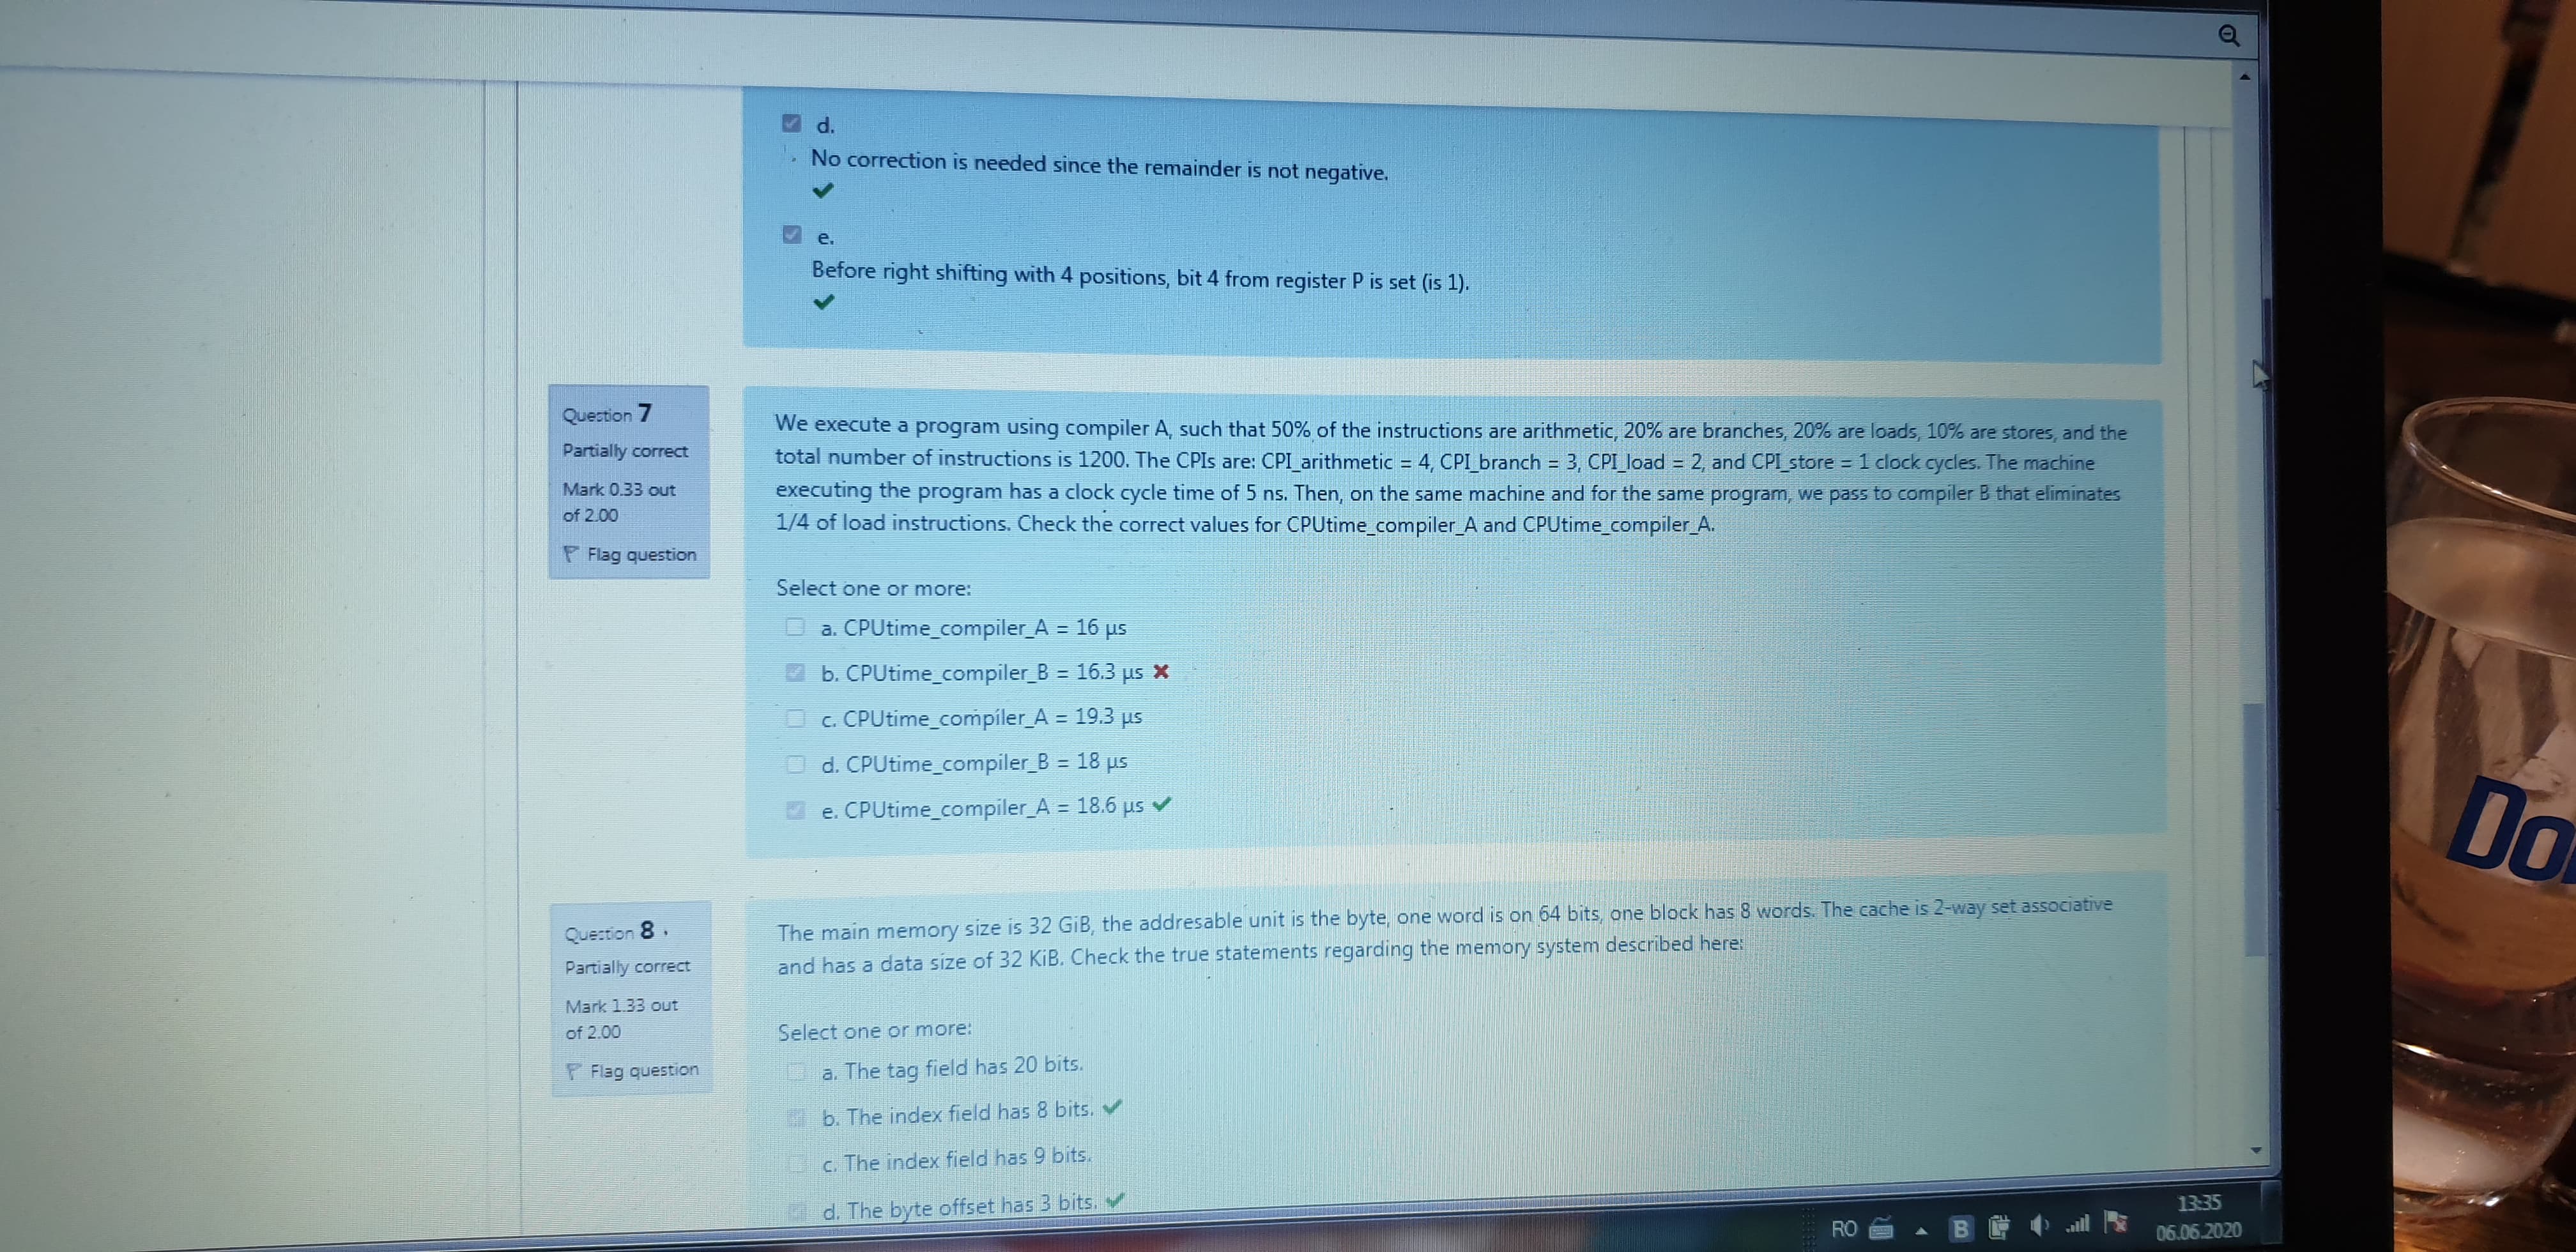 d.
No correction is needed since the remainder is not negative.
e.
Before right shifting with 4 positions, bit 4 from register P is set (is 1).
Question 7
Partially correct
Mark 0.33 out
of 2.00
Flag question
We execute a program using compiler A, such that 50% of the instructions are arithmetic, 20% are branches, 20% are loads, 10% are stores, and the
total number of instructions is 1200. The CPIs are: CPI_arithmetic = 4, CPI_branch = 3, CPI_load = 2, and CPI_store = 1 clock cycles. The machine
executing the program has a clock cycle time of 5 ns. Then, on the same machine and for the same program, we pass to compiler B that eliminates
1/4 of load instructions. Check the correct values for CPUtime_compiler_A and CPUtime_compiler_A.
Select one or more:
a. CPUtime_compiler_A = 16 µs
b. CPUtime_compiler_B = 16.3 µs
c. CPUtime_compiler_A = 19.3 µs
d. CPUtime_compiler_B = 18 µs
e. CPUtime_compiler_A = 18.6 µs
Question 8
Partially correct
Mark 1.33 out
of 2.00
Flag question
The main memory size is 32 GiB, the addresable unit is the byte, one word is on 64 bits, one block has 8 words. The cache is 2-way set associative
and has a data size of 32 KiB. Check the true statements regarding the memory system described here:
Select one or more:
a. The tag field has 20 bits.
b. The index field has 8 bits.
c. The index field has 9 bits.
d. The byte offset has 3 bits.
RO
B
13:35
06.06.2020